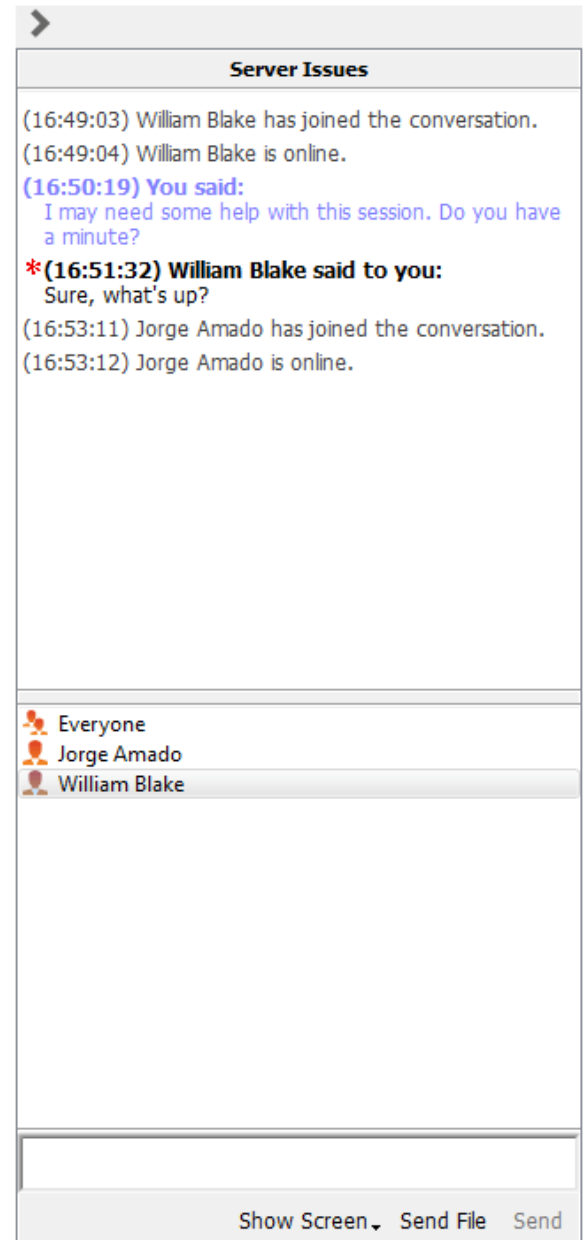 Server Issues
(16:49:03) William Blake has joined the conversation.
(16:49:04) William Blake is online.
(16:50:19) You said:
I may need some help with this session. Do you have
a minute?
*(16:51:32) William Blake said to you:
Sure, what's up?
(16:53:11) Jorge Amado has joined the conversation.
(16:53:12) Jorge Amado is online.
Everyone
Jorge Amado
William Blake
Show Screen Send File Send